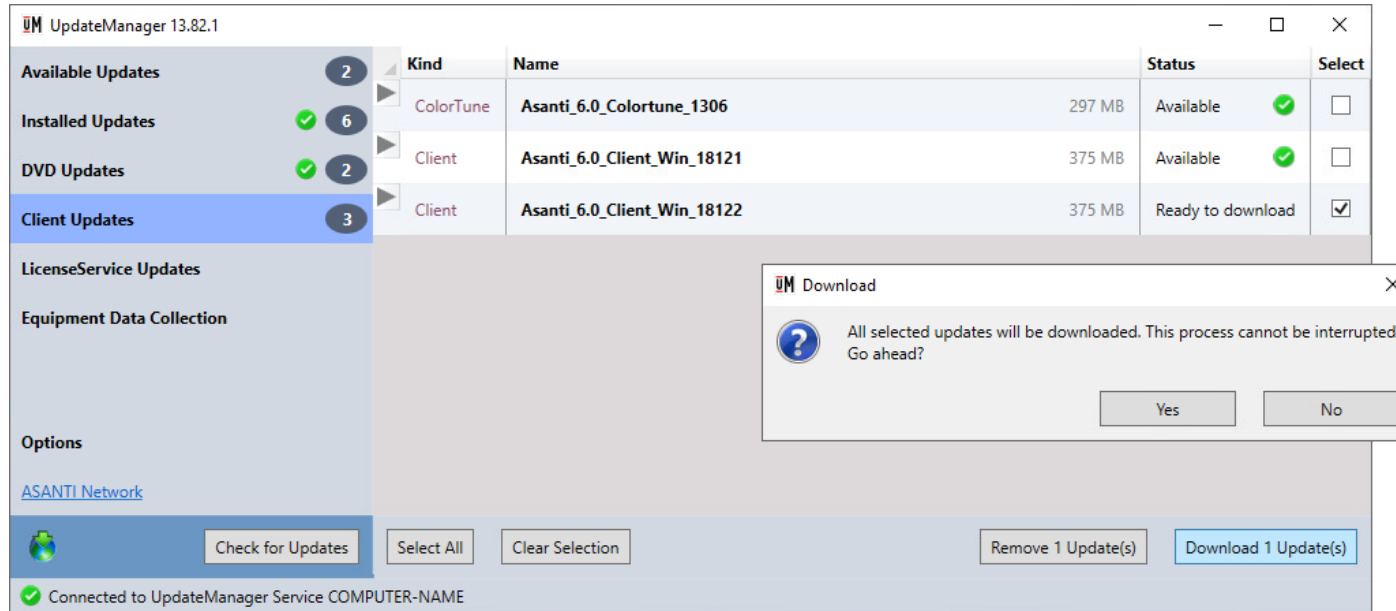 UM UpdateManager 13.82.1
Available Updates 2
Installed Updates 6
DVD Updates 2
Client Updates 3
LicenseService Updates
Equipment Data Collection
Options
ASANTI Network
Check for Updates
Kind Name Status Select
ColorTune Asanti_6.0_Colortune_1306 297 MB Available
Client Asanti_6.0_Client_Win_18121 375 MB Available
Client Asanti_6.0_Client_Win_18122 375 MB Ready to download
UM Download
All selected updates will be downloaded. This process cannot be interrupted
Go ahead?
Yes No
Select All Clear Selection Remove 1 Update(s) Download 1 Update(s)
Connected to UpdateManager Service COMPUTER-NAME